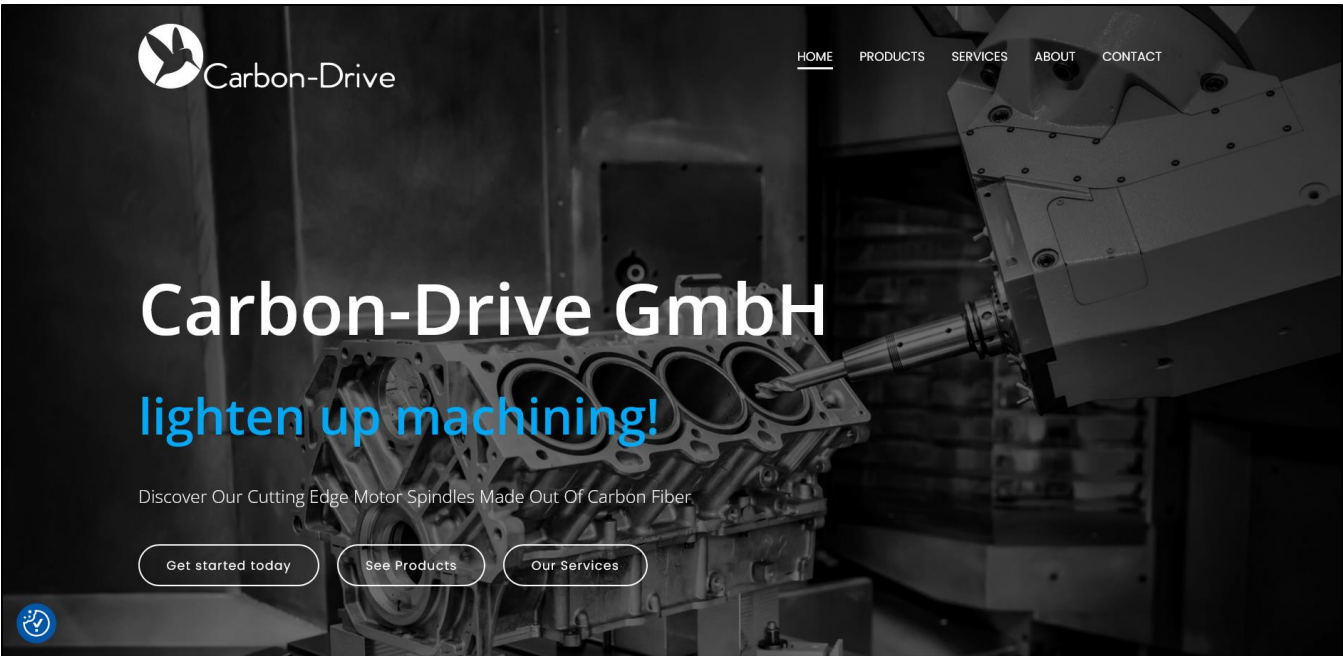 Carbon-Drive
HOME PRODUCTS SERVICES ABOUT CONTACT
Carbon-Drive GmbH
lighten up machining!
Discover Our Cutting Edge Motor Spindles Made Out Of Carbon Fiber
Get started today See Products Our Services